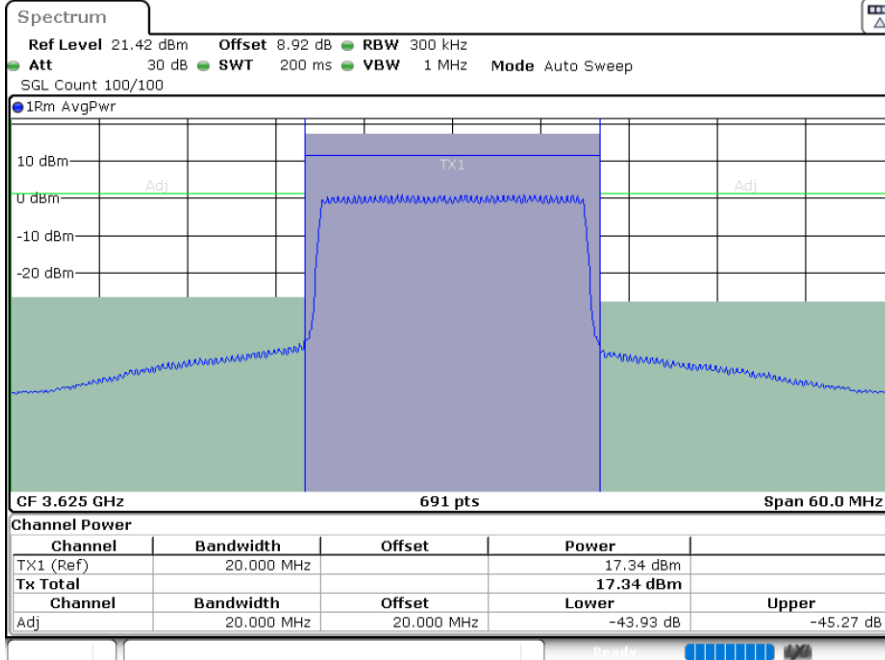 Spectrum
Ref Level 21.42 dBm Offset 8.92 dB RBW 300 kHz
Att 30 dB SWT 200 ms VBW 1 MHz Mode Auto Sweep
SGL Count 100/100
1Rm AvgPwr
10 dBm
TX1
Adj Adj
0 dBm
-10 dBm
-20 dBm
CF 3.625 GHz 691 pts Span 60.0 MHz
Channel Power
Channel Bandwidth Offset Power
TX1 (Ref) 20.000 MHz 17.34 dBm
Tx Total 17.34 dBm
Channel Bandwidth Offset Lower Upper
Adj 20.000 MHz 20.000 MHz -43.93 dB -45.27 dB
Ready